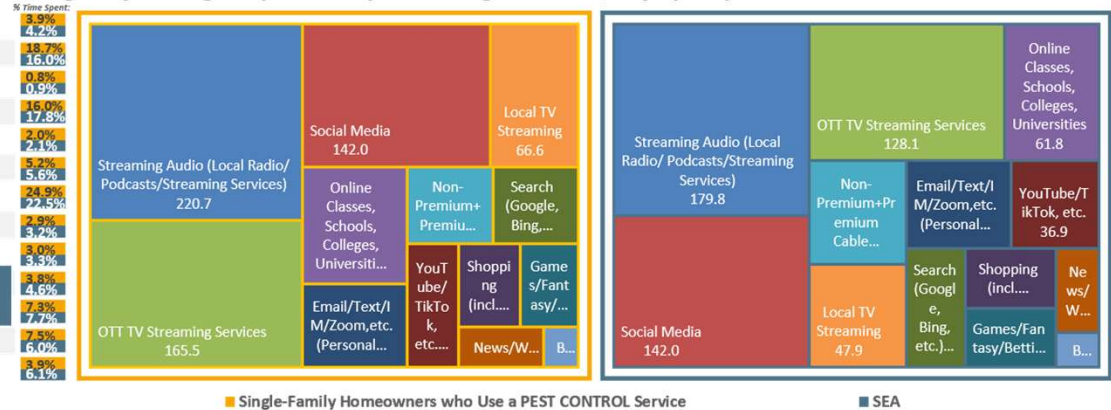 % Time Spent:
3.9%
4.2%
18.7%
16.0%
0.8%
0.9%
16.0%
17.8%
2.0%
2.1%
5.2%
5.6%
24.9%
22.5%
2.9%
3.2%
3.0%
3.3%
3.8%
4.6%
7.3%
7.7%
7.5%
6.0%
3.9%
6.1%
Streaming Audio (Local Radio/
Podcasts/Streaming Services)
220.7
OTT TV Streaming Services
165.5
Social Media
142.0
Local TV
Streaming
66.6
Online
Classes,
Schools,
Colleges,
Universiti...
Non-
Premium+
Premiu...
Search
(Google,
Bing,...
Email/Text/I
M/Zoom,etc.
(Personal...
YouT
ube/
TikTo
k,
etc....
Shoppi
ng
(incl....
Game
s/Fant
asy/...
News/W...
B...
Streaming Audio (Local
Radio/ Podcasts/Streaming
Services)
179.8
Social Media
142.0
OTT TV Streaming Services
128.1
Online
Classes,
Schools,
Colleges,
Universities
61.8
Non-
Premium+Pr
emium
Cable...
Email/Text/I
M/Zoom,etc.
(Personal...
YouTube/T
ikTok, etc.
36.9
Local TV
Streaming
47.9
Search
(Googl
e,
Bing,
etc.)...
Shopping
(incl....
Ne
ws/
W...
Games/Fan
tasy/Betti...
B...
Single-Family Homeowners who Use a PEST CONTROL Service
SEA